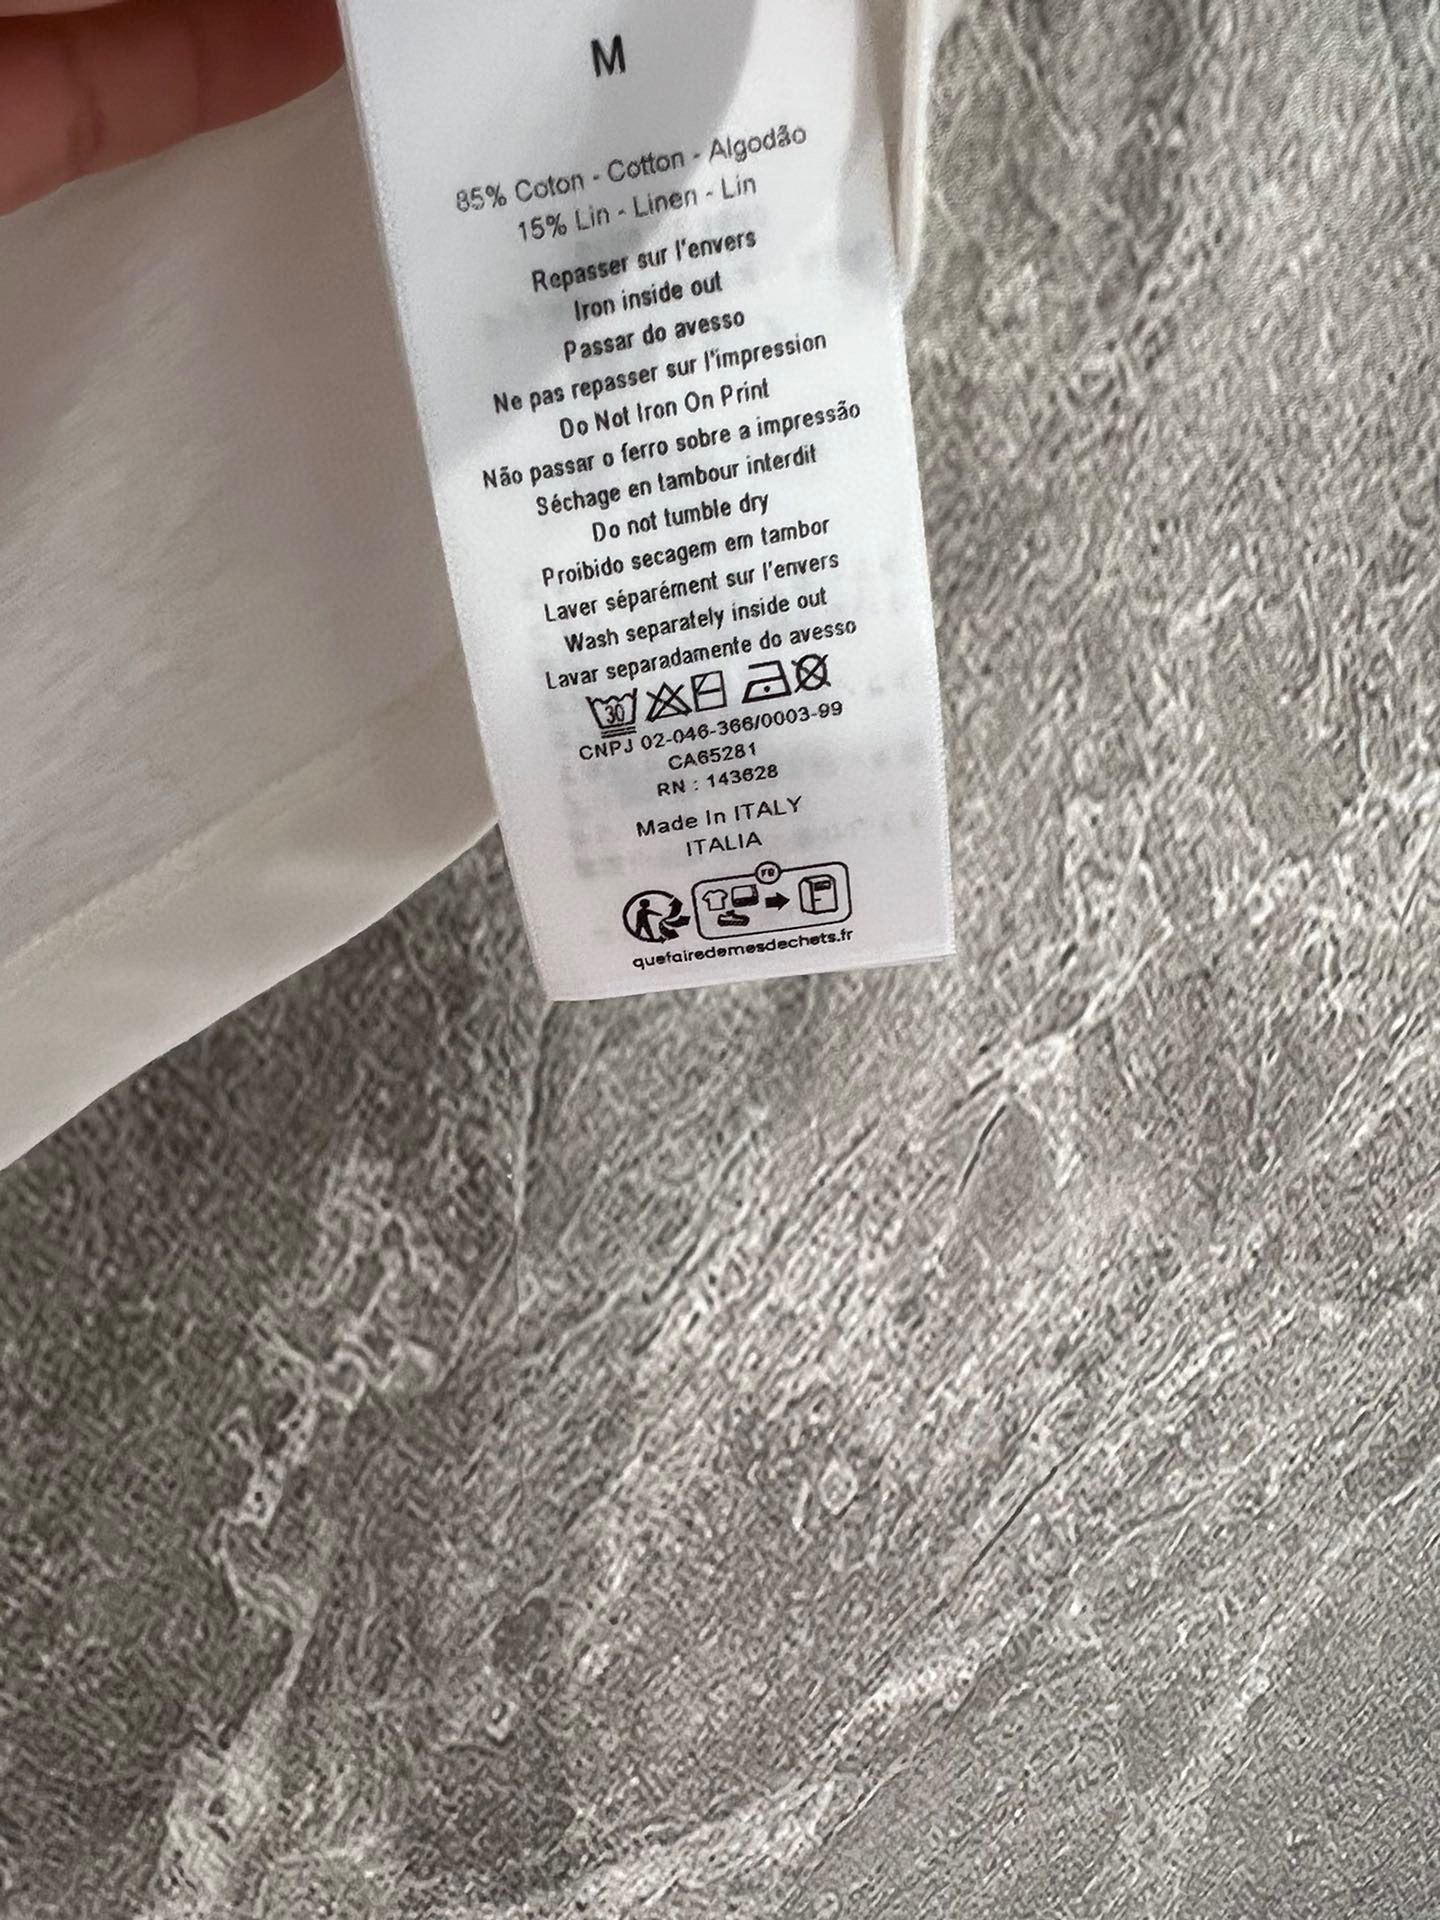 M
85% Coton - Cotton - Algodão
15% Lin - Linen - Lin
Repasser sur l'envers
Iron inside out
Passar do avesso
Ne pas repasser sur l'impression
Do Not Iron On Print
Não passar o ferro sobre a impressão
Séchage en tambour interdit
Do not tumble dry
Proibido secagem em tambor
Laver séparément sur l'envers
Wash separately inside out
Lavar separadamente do avesso
30
CNPJ 02-046-366/0003-99
CA65281
RN : 143628
Made In ITALY
ITALIA
FR
quefairedemesdechets.fr